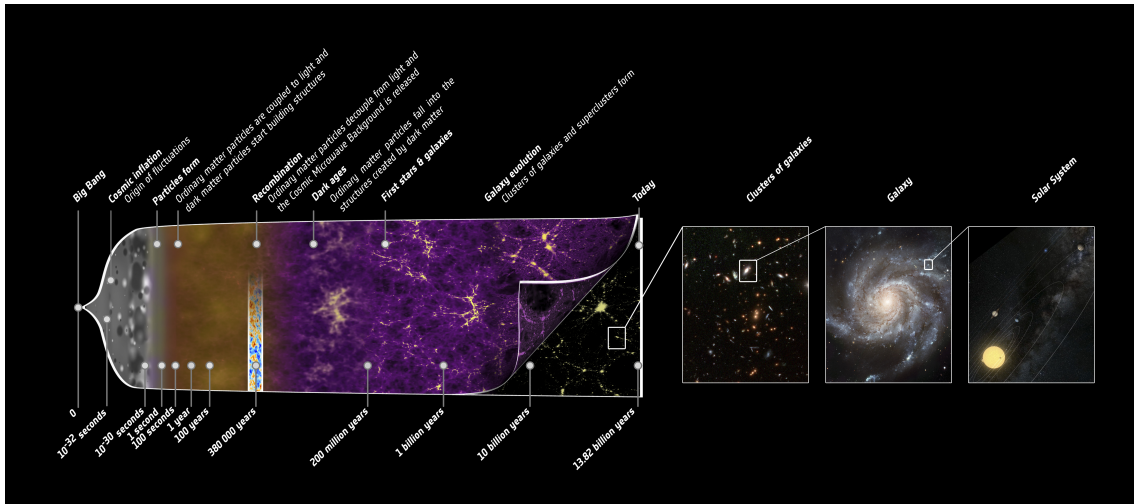 Big Bang
Cosmic inflation
Origin of fluctuations
Particles form
Ordinary matter particles are coupled to light and
dark matter particles start building structures
Recombination
Ordinary matter particles decouple from light and
the Cosmic Microwave Background is released
Dark ages
Ordinary matter particles fall into the
structures created by dark matter
First stars & galaxies
Galaxy evolution
Clusters of galaxies and superclusters form
Today
Clusters of galaxies
Galaxy
Solar System
0
10-32 seconds
10-30 seconds
1 second
100 seconds
1 year
100 years
380 000 years
200 million years
1 billion years
10 billion years
13.82 billion years